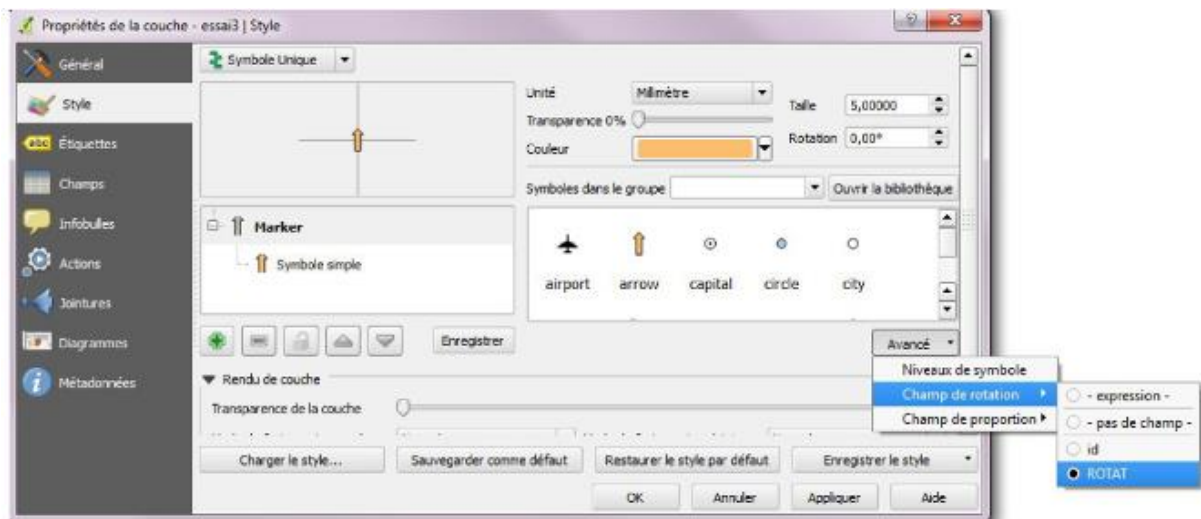 Propriétés de la couche - essai3 | Style
Général
Style
Étiquettes
Champs
Infobulles
Actions
Jointures
Diagrammes
Métadonnées
Symbole Unique
Unité
Milimètre
Taille
5,00000
Transparence 0%
Couleur
Rotation
0,00°
Symboles dans le groupe
Ouvrir la bibliothèque
Marker
Symbole simple
airport
arrow
capital
circle
city
Enregistrer
Avancé
Niveaux de symbole
Champ de rotation
Champ de proportion
- expression -
- pas de champ -
id
ROTAT
Rendu de couche
Transparence de la couche
Charger le style...
Sauvegarder comme défaut
Restaurer le style par défaut
Enregistrer le style
OK
Annuler
Appliquer
Aide